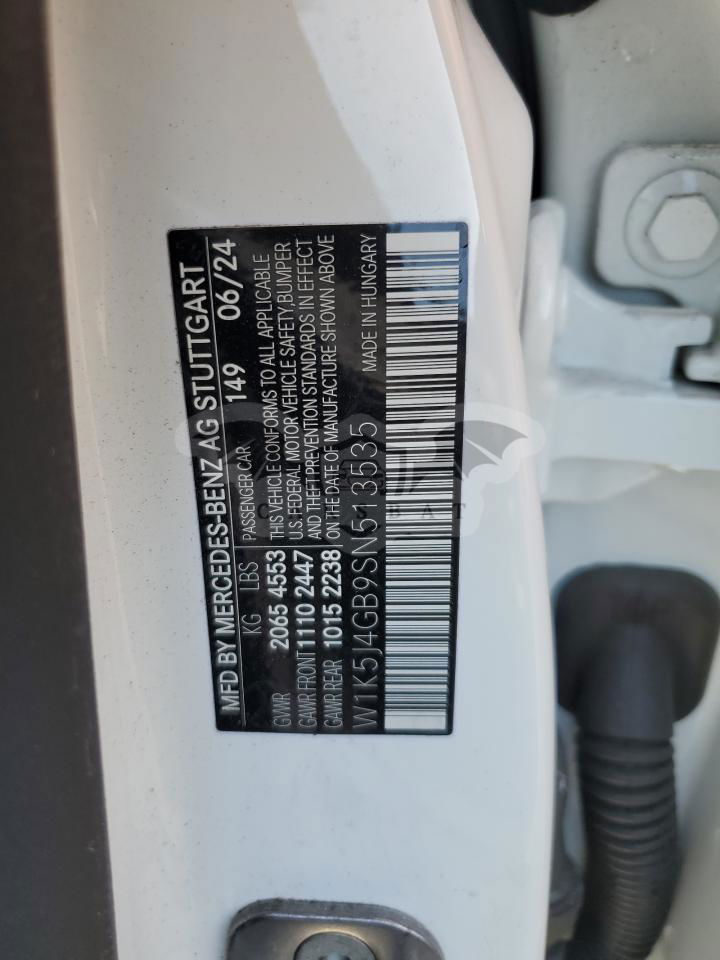 MFD BY MERCEDES-BENZ AG STUTTGART
KG LBS PASSENGER CAR 149 06/24
GVWR 2065 4553 THIS VEHICLE CONFORMS TO ALL APPLICABLE
GAWR FRONT 1110 2447 U.S. FEDERAL MOTOR VEHICLE SAFETY, BUMPER,
GAWR REAR 1015 2238 AND THEFT PREVENTION STANDARDS IN EFFECT
ON THE DATE OF MANUFACTURE SHOWN ABOVE
W1K5J4GB9SN513535 MADE IN HUNGARY